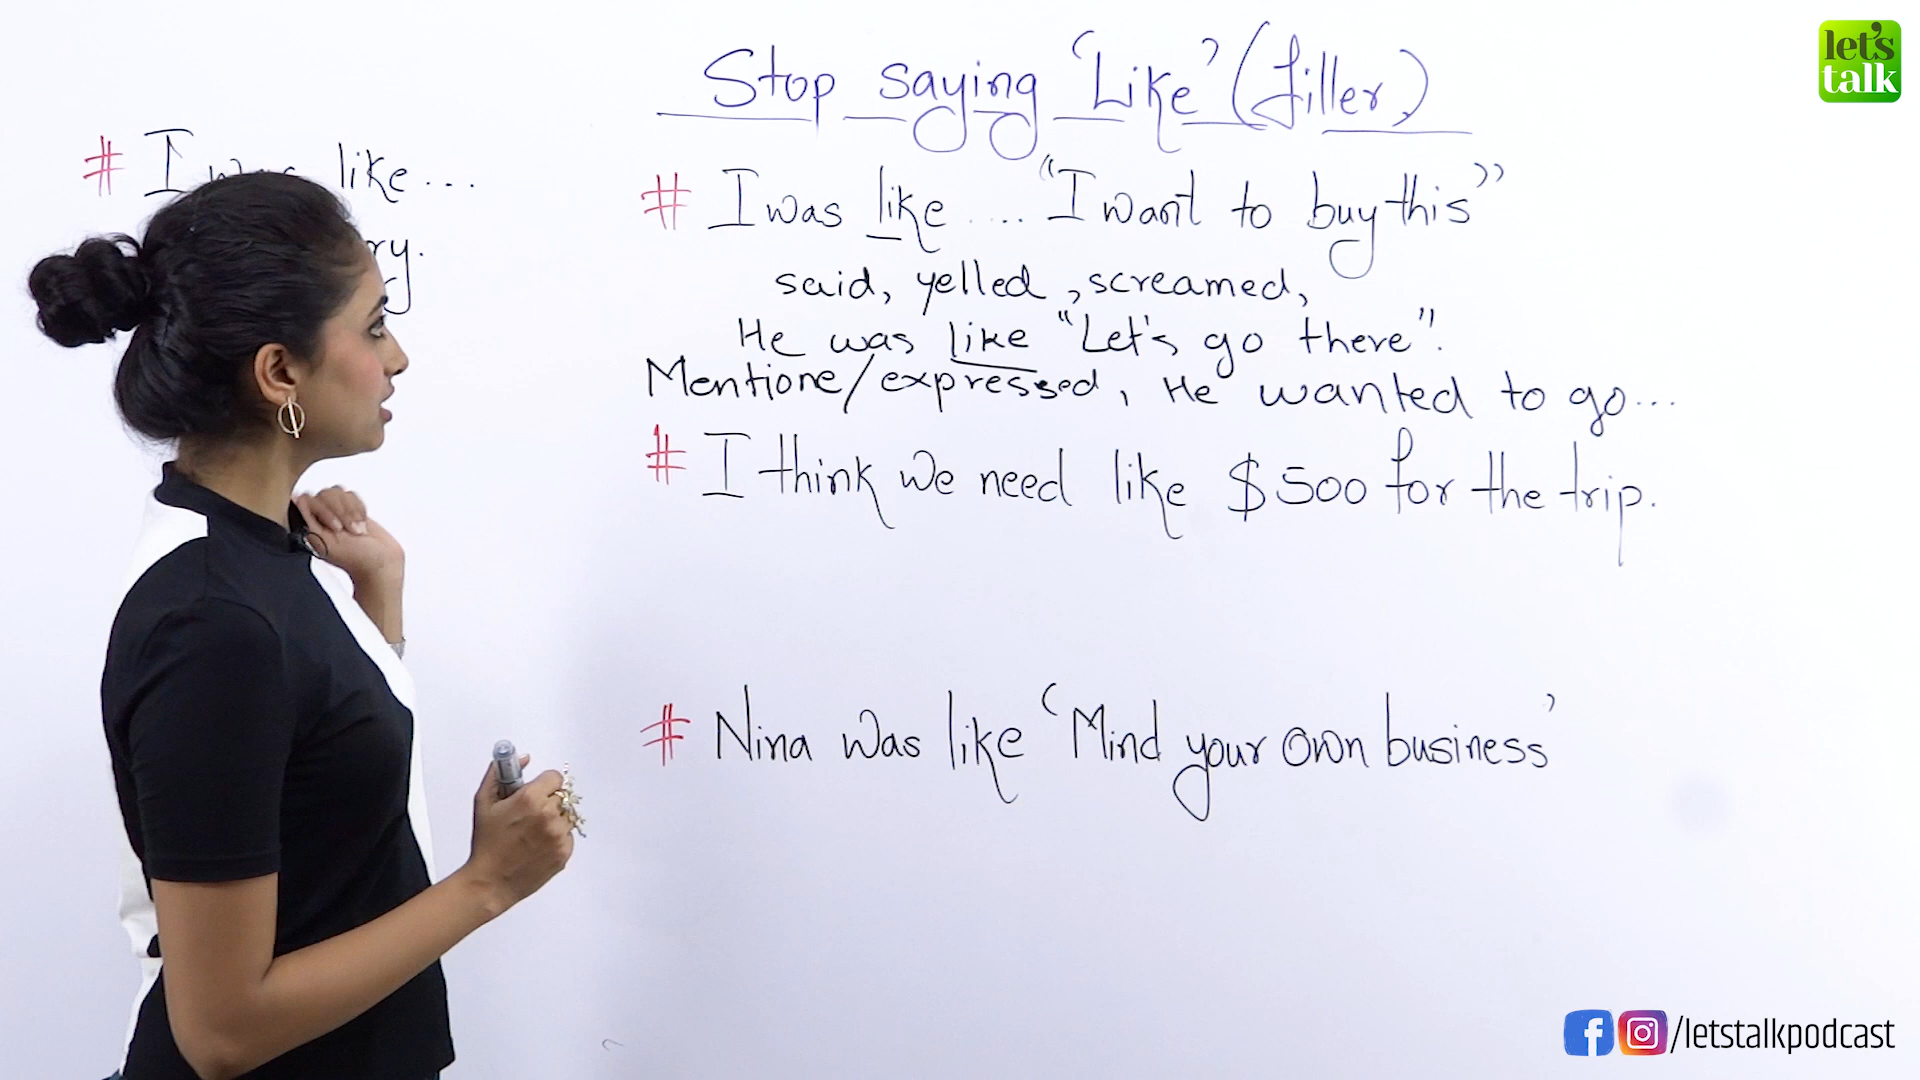 let's
talk
Stop saying 'Like' (filler)
# I was like...
# I was like .... "I want to buy this"
said, yelled, screamed,
He was like "Let's go there".
Mentione/expressed, He wanted to go...
# I think we need like $500 for the trip.
# Nina was like 'Mind your own business'
/letstalkpodcast